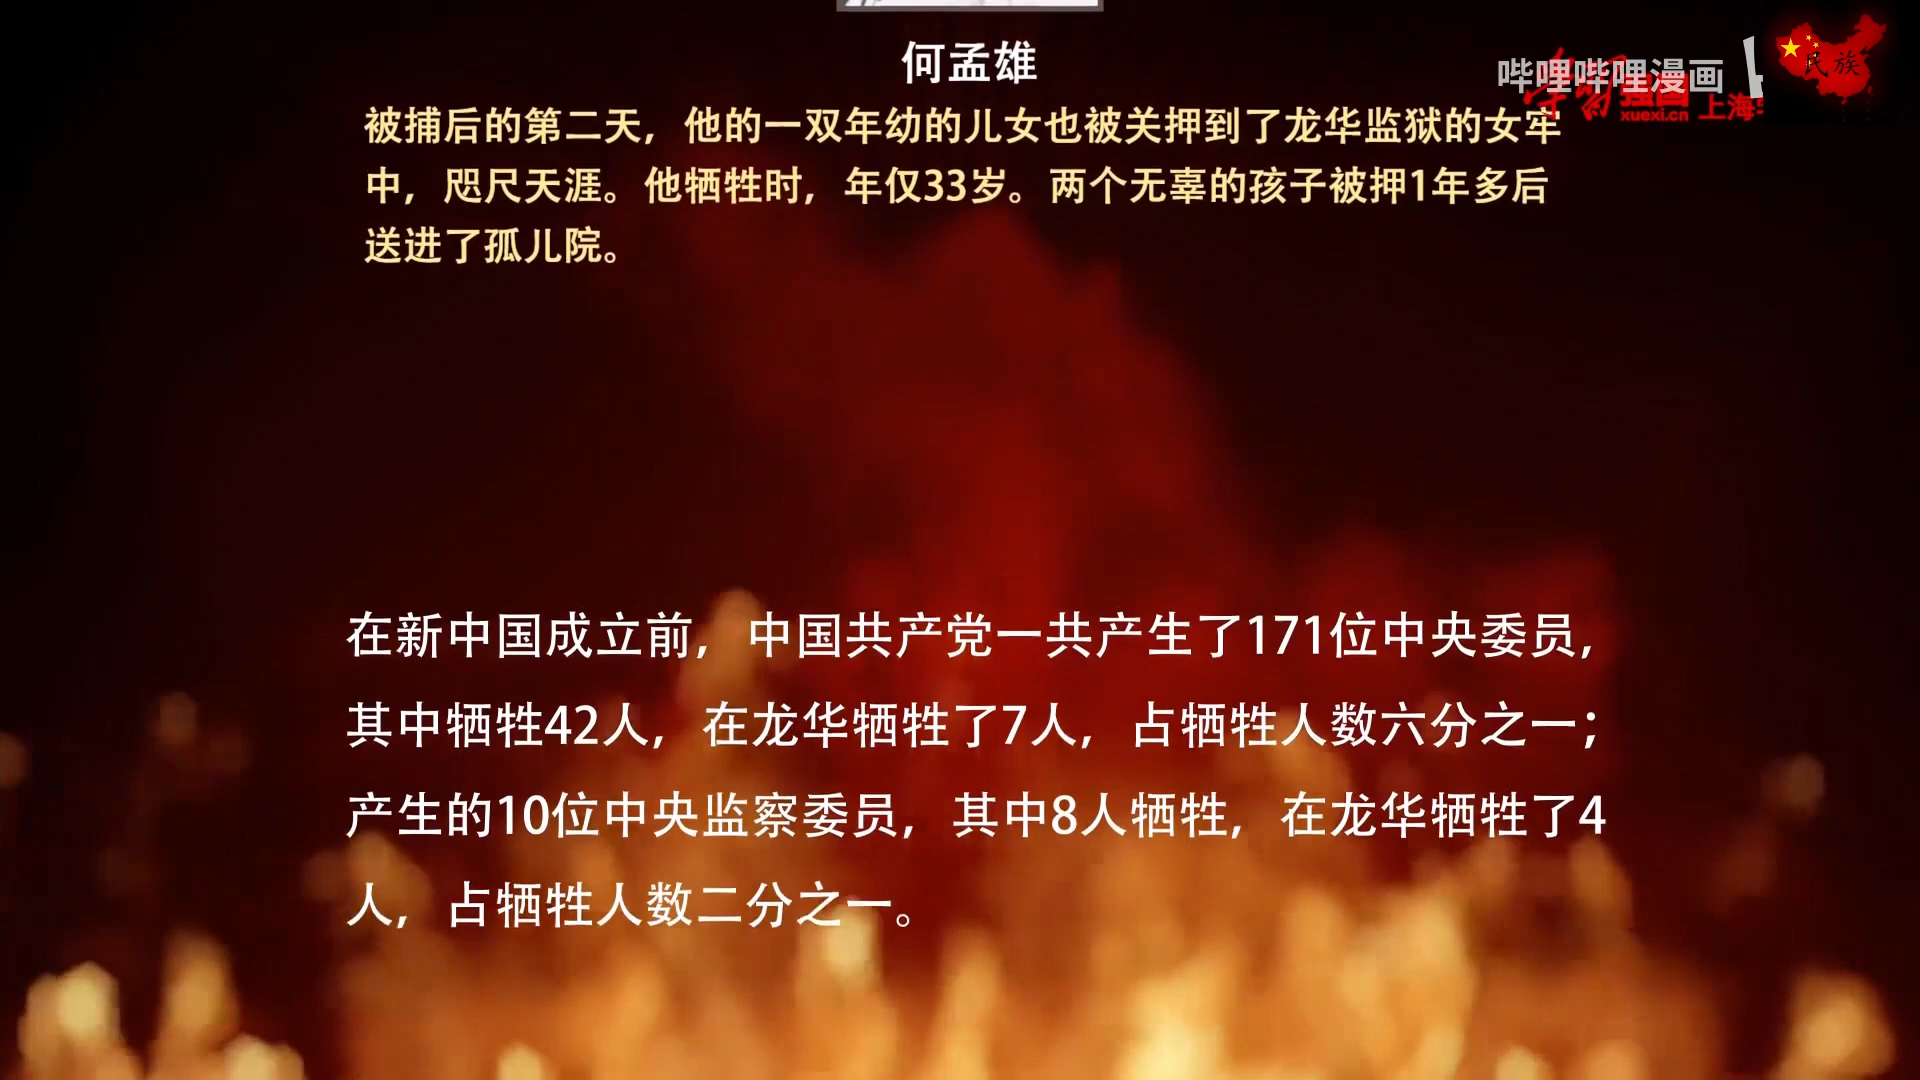 何孟雄
哔哩哔哩漫画
民族
学习强国
xuexi.cn
上海
被捕后的第二天，他的一双年幼的儿女也被关押到了龙华监狱的女牢
中，咫尺天涯。他牺牲时，年仅33岁。两个无辜的孩子被押1年多后
送进了孤儿院。
在新中国成立前，中国共产党一共产生了171位中央委员，
其中牺牲42人，在龙华牺牲了7人，占牺牲人数六分之一；
产生的10位中央监察委员，其中8人牺牲，在龙华牺牲了4
人，占牺牲人数二分之一。